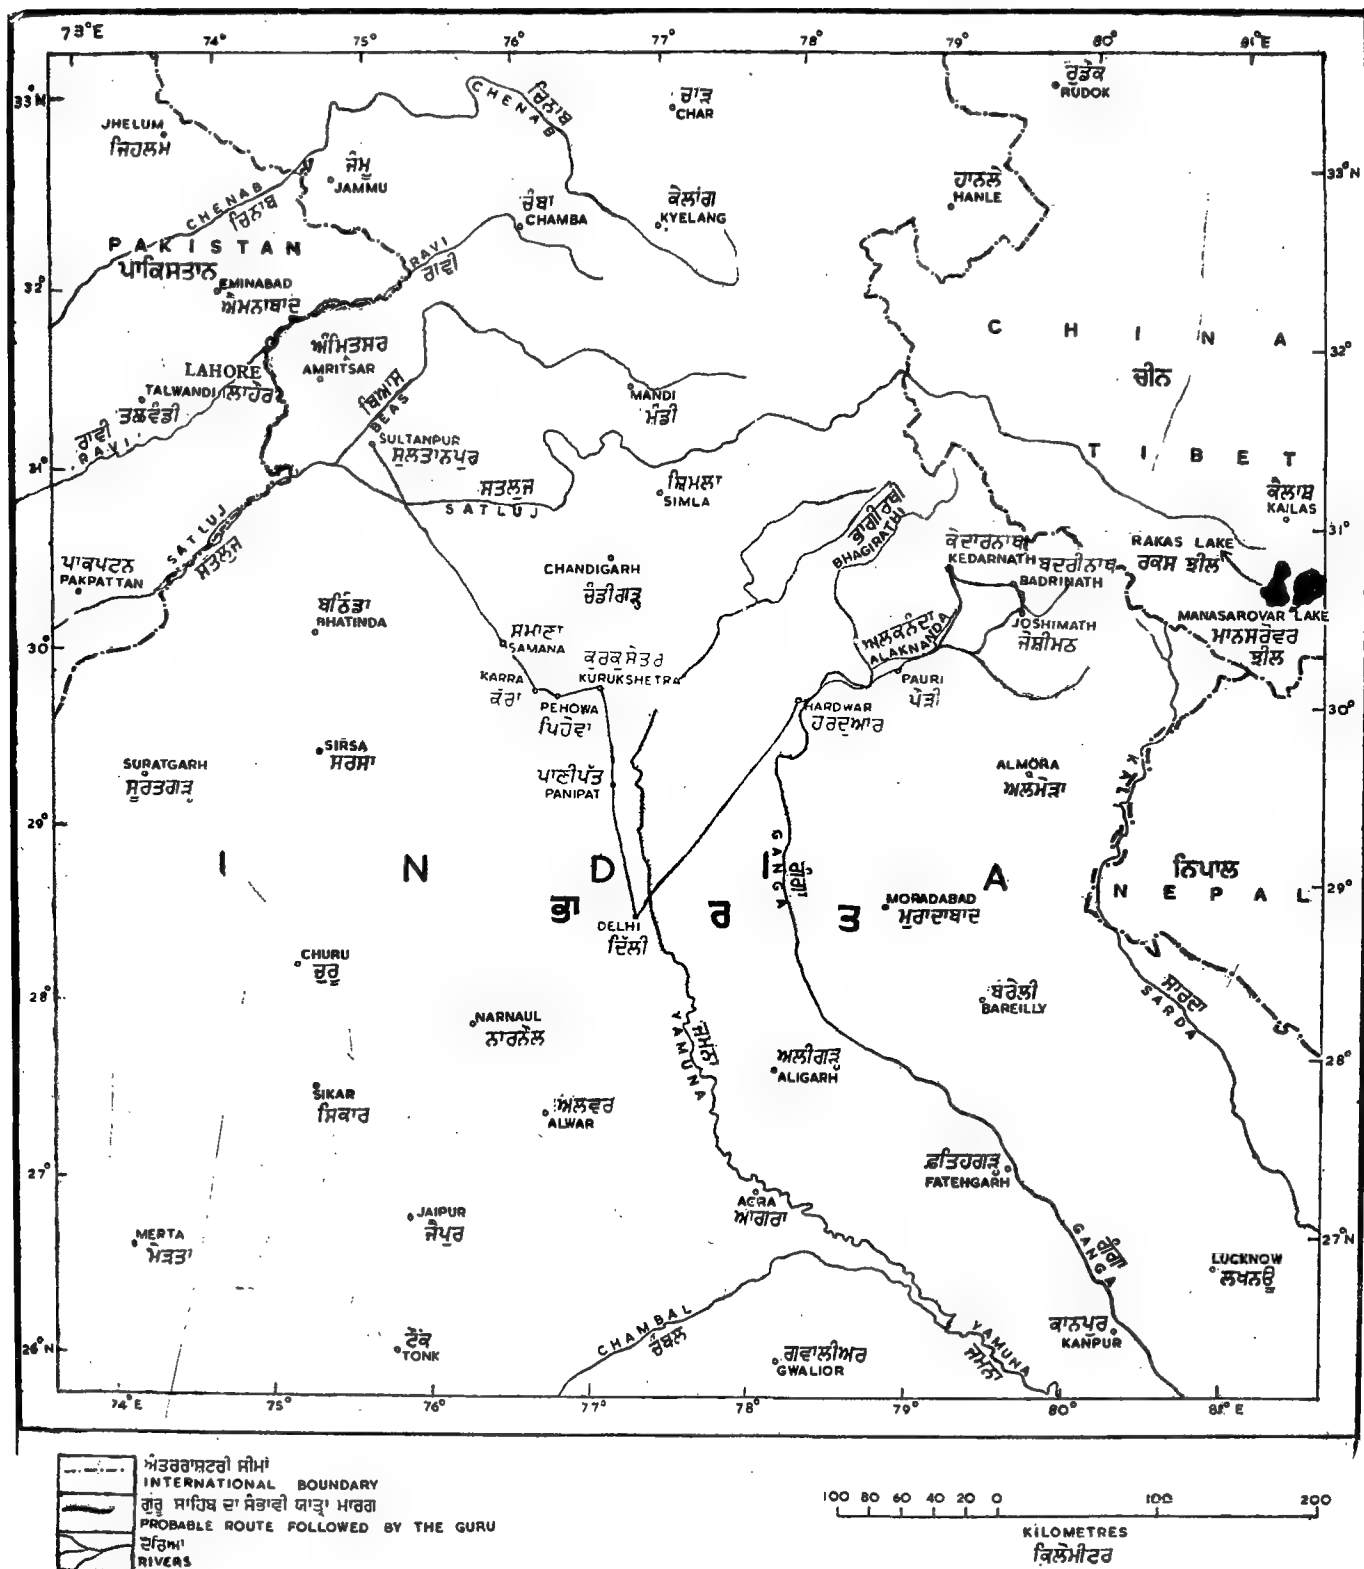 73°E 74° 75° 76° 77° 78° 79° 80° 81°E
33°N
ਰੁਡੋਕ
RUDOK
ਚਾੜ
CHAR
CHENAB ਚਿਨਾਬ
JHELUM
ਜਿਹਲਮ
ਜੰਮੂ
JAMMU
33°N
ਹਾਨਲੇ
HANLE
ਚੰਬਾ
CHAMBA
ਕੇਲਾਂਗ
KYELANG
CHENAB
ਚਿਨਾਬ
PAKISTAN
ਪਾਕਿਸਤਾਨ
RAVI
ਰਾਵੀ
32°
EMINABAD
ਐਮਨਾਬਾਦ
CHINA
ਚੀਨ
32°
ਅੰਮ੍ਰਿਤਸਰ
AMRITSAR
LAHORE
ਲਾਹੌਰ
TALWANDI
ਤਲਵੰਡੀ
ਬਿਆਸ
BEAS
MANDI
ਮੰਡੀ
ਰਾਵੀ
RAVI
SULTANPUR
ਸੁਲਤਾਨਪੁਰ
31°
TIBET
ਸਤਲੁਜ
SATLUJ
ਸ਼ਿਮਲਾ
SIMLA
ਕੈਲਾਸ਼
KAILAS
31°
SATLUJ
ਸਤਲੁਜ
ਭਾਗੀਰਥੀ
BHAGIRATHI
ਕੇਦਾਰਨਾਥ
KEDARNATH
ਬਦਰੀਨਾਥ
BADRINATH
RAKAS LAKE
ਰਕਸ ਝੀਲ
ਪਾਕਪਟਨ
PAKPATTAN
CHANDIGARH
ਚੰਡੀਗੜ੍ਹ
ਬਠਿੰਡਾ
BHATINDA
ਅਲਕਨੰਦਾ
ALAKNANDA
JOSHIMATH
ਜੋਸ਼ੀਮਠ
MANASAROVAR LAKE
ਮਾਨਸਰੋਵਰ
ਝੀਲ
30°
ਸਮਾਣਾ
SAMANA
ਕੁਰਕੁਸੇਤਰ
KURUKSHETRA
KARRA
ਕੱਰਾ
PEHOWA
ਪਿਹੋਵਾ
PAURI
ਪੌੜੀ
HARDWAR
ਹਰਦੁਆਰ
30°
SIRSA
ਸਰਸਾ
SURATGARH
ਸੂਰਤਗੜ੍ਹ
ਪਾਣੀਪੱਤ
PANIPAT
ALMORA
ਅਲਮੋੜਾ
KALI
29°
INDIA
ਭਾਰਤ
GANGA
ਗੰਗਾ
ਨਿਪਾਲ
NEPAL
29°
MORADABAD
ਮੁਰਾਦਾਬਾਦ
DELHI
ਦਿੱਲੀ
CHURU
ਚੁਰੂ
28°
ਬਰੇਲੀ
BAREILLY
ਸਾਰਦਾ
SARDA
NARNAUL
ਨਾਰਨੌਲ
ਜਮਨਾ
YAMUNA
ਅਲੀਗੜ੍ਹ
ALIGARH
28°
SIKAR
ਸਿਕਾਰ
ਅਲਵਰ
ALWAR
27°
ਫ਼ਤਿਹਗੜ੍ਹ
FATEHGARH
AGRA
ਆਗਰਾ
JAIPUR
ਜੈਪੁਰ
MERTA
ਮੇੜਤਾ
27°N
GANGA
ਗੰਗਾ
LUCKNOW
ਲਖਨਊ
26°N
ਟੌਂਕ
TONK
CHAMBAL
ਚੰਬਲ
ਗਵਾਲੀਅਰ
GWALIOR
YAMUNA
ਜਮਨਾ
ਕਾਨਪੁਰ
KANPUR
74°E 75° 76° 77° 78° 79° 80° 81°E
ਅੰਤਰਰਾਸ਼ਟਰੀ ਸੀਮਾਂ
INTERNATIONAL BOUNDARY
ਗੁਰੂ ਸਾਹਿਬ ਦਾ ਸੰਭਾਵੀ ਯਾਤ੍ਰਾ ਮਾਰਗ
PROBABLE ROUTE FOLLOWED BY THE GURU
ਦਰਿਆ
RIVERS
100 80 60 40 20 0 100 200
KILOMETRES
ਕਿਲੋਮੀਟਰ